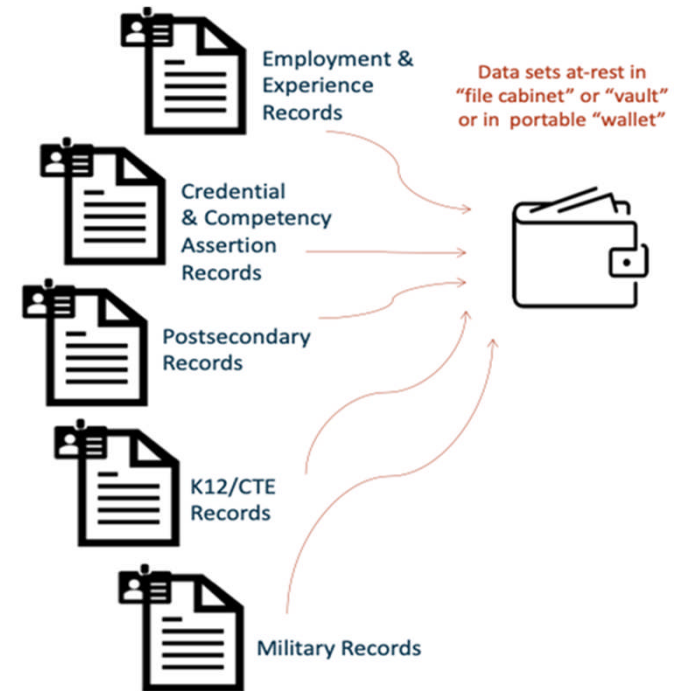 Employment &
Experience
Records
Data sets at-rest in
“file cabinet” or “vault”
or in portable “wallet”
Credential
& Competency
Assertion
Records
Postsecondary
Records
K12/CTE
Records
Military Records